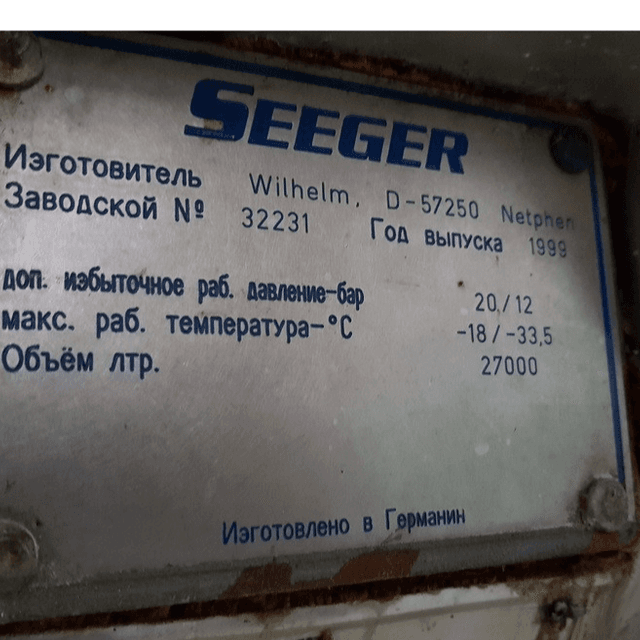 SEEGER
Изготовитель Wilhelm, D-57250 Netphen
Заводской № 32231 Год выпуска 1999
доп. избыточное раб. давление-бар 20./12
макс. раб. температура-°C -18/-33,5
Объём лтр. 27000
Изготовлено в Германин